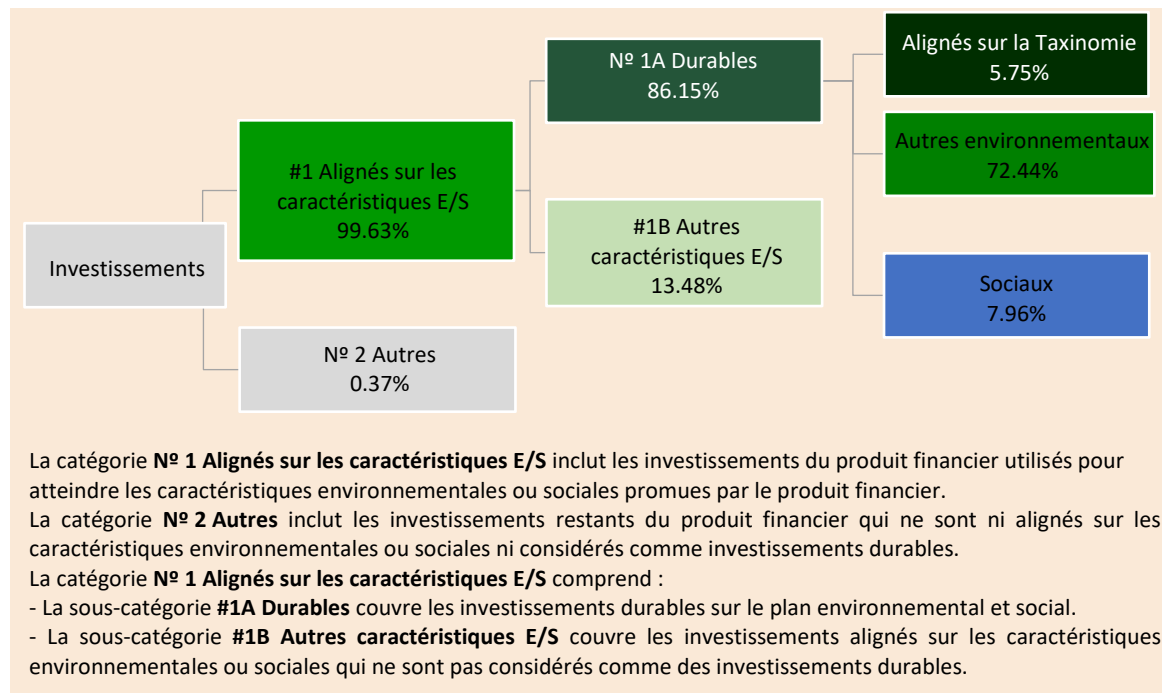 Investissements
#1 Alignés sur les
caractéristiques E/S
99.63%
Nº 2 Autres
0.37%
Nº 1A Durables
86.15%
#1B Autres
caractéristiques E/S
13.48%
Alignés sur la Taxinomie
5.75%
Autres environnementaux
72.44%
Sociaux
7.96%
La catégorie Nº 1 Alignés sur les caractéristiques E/S inclut les investissements du produit financier utilisés pour
atteindre les caractéristiques environnementales ou sociales promues par le produit financier.
La catégorie Nº 2 Autres inclut les investissements restants du produit financier qui ne sont ni alignés sur les
caractéristiques environnementales ou sociales ni considérés comme investissements durables.
La catégorie Nº 1 Alignés sur les caractéristiques E/S comprend :
- La sous-catégorie #1A Durables couvre les investissements durables sur le plan environnemental et social.
- La sous-catégorie #1B Autres caractéristiques E/S couvre les investissements alignés sur les caractéristiques
environnementales ou sociales qui ne sont pas considérés comme des investissements durables.